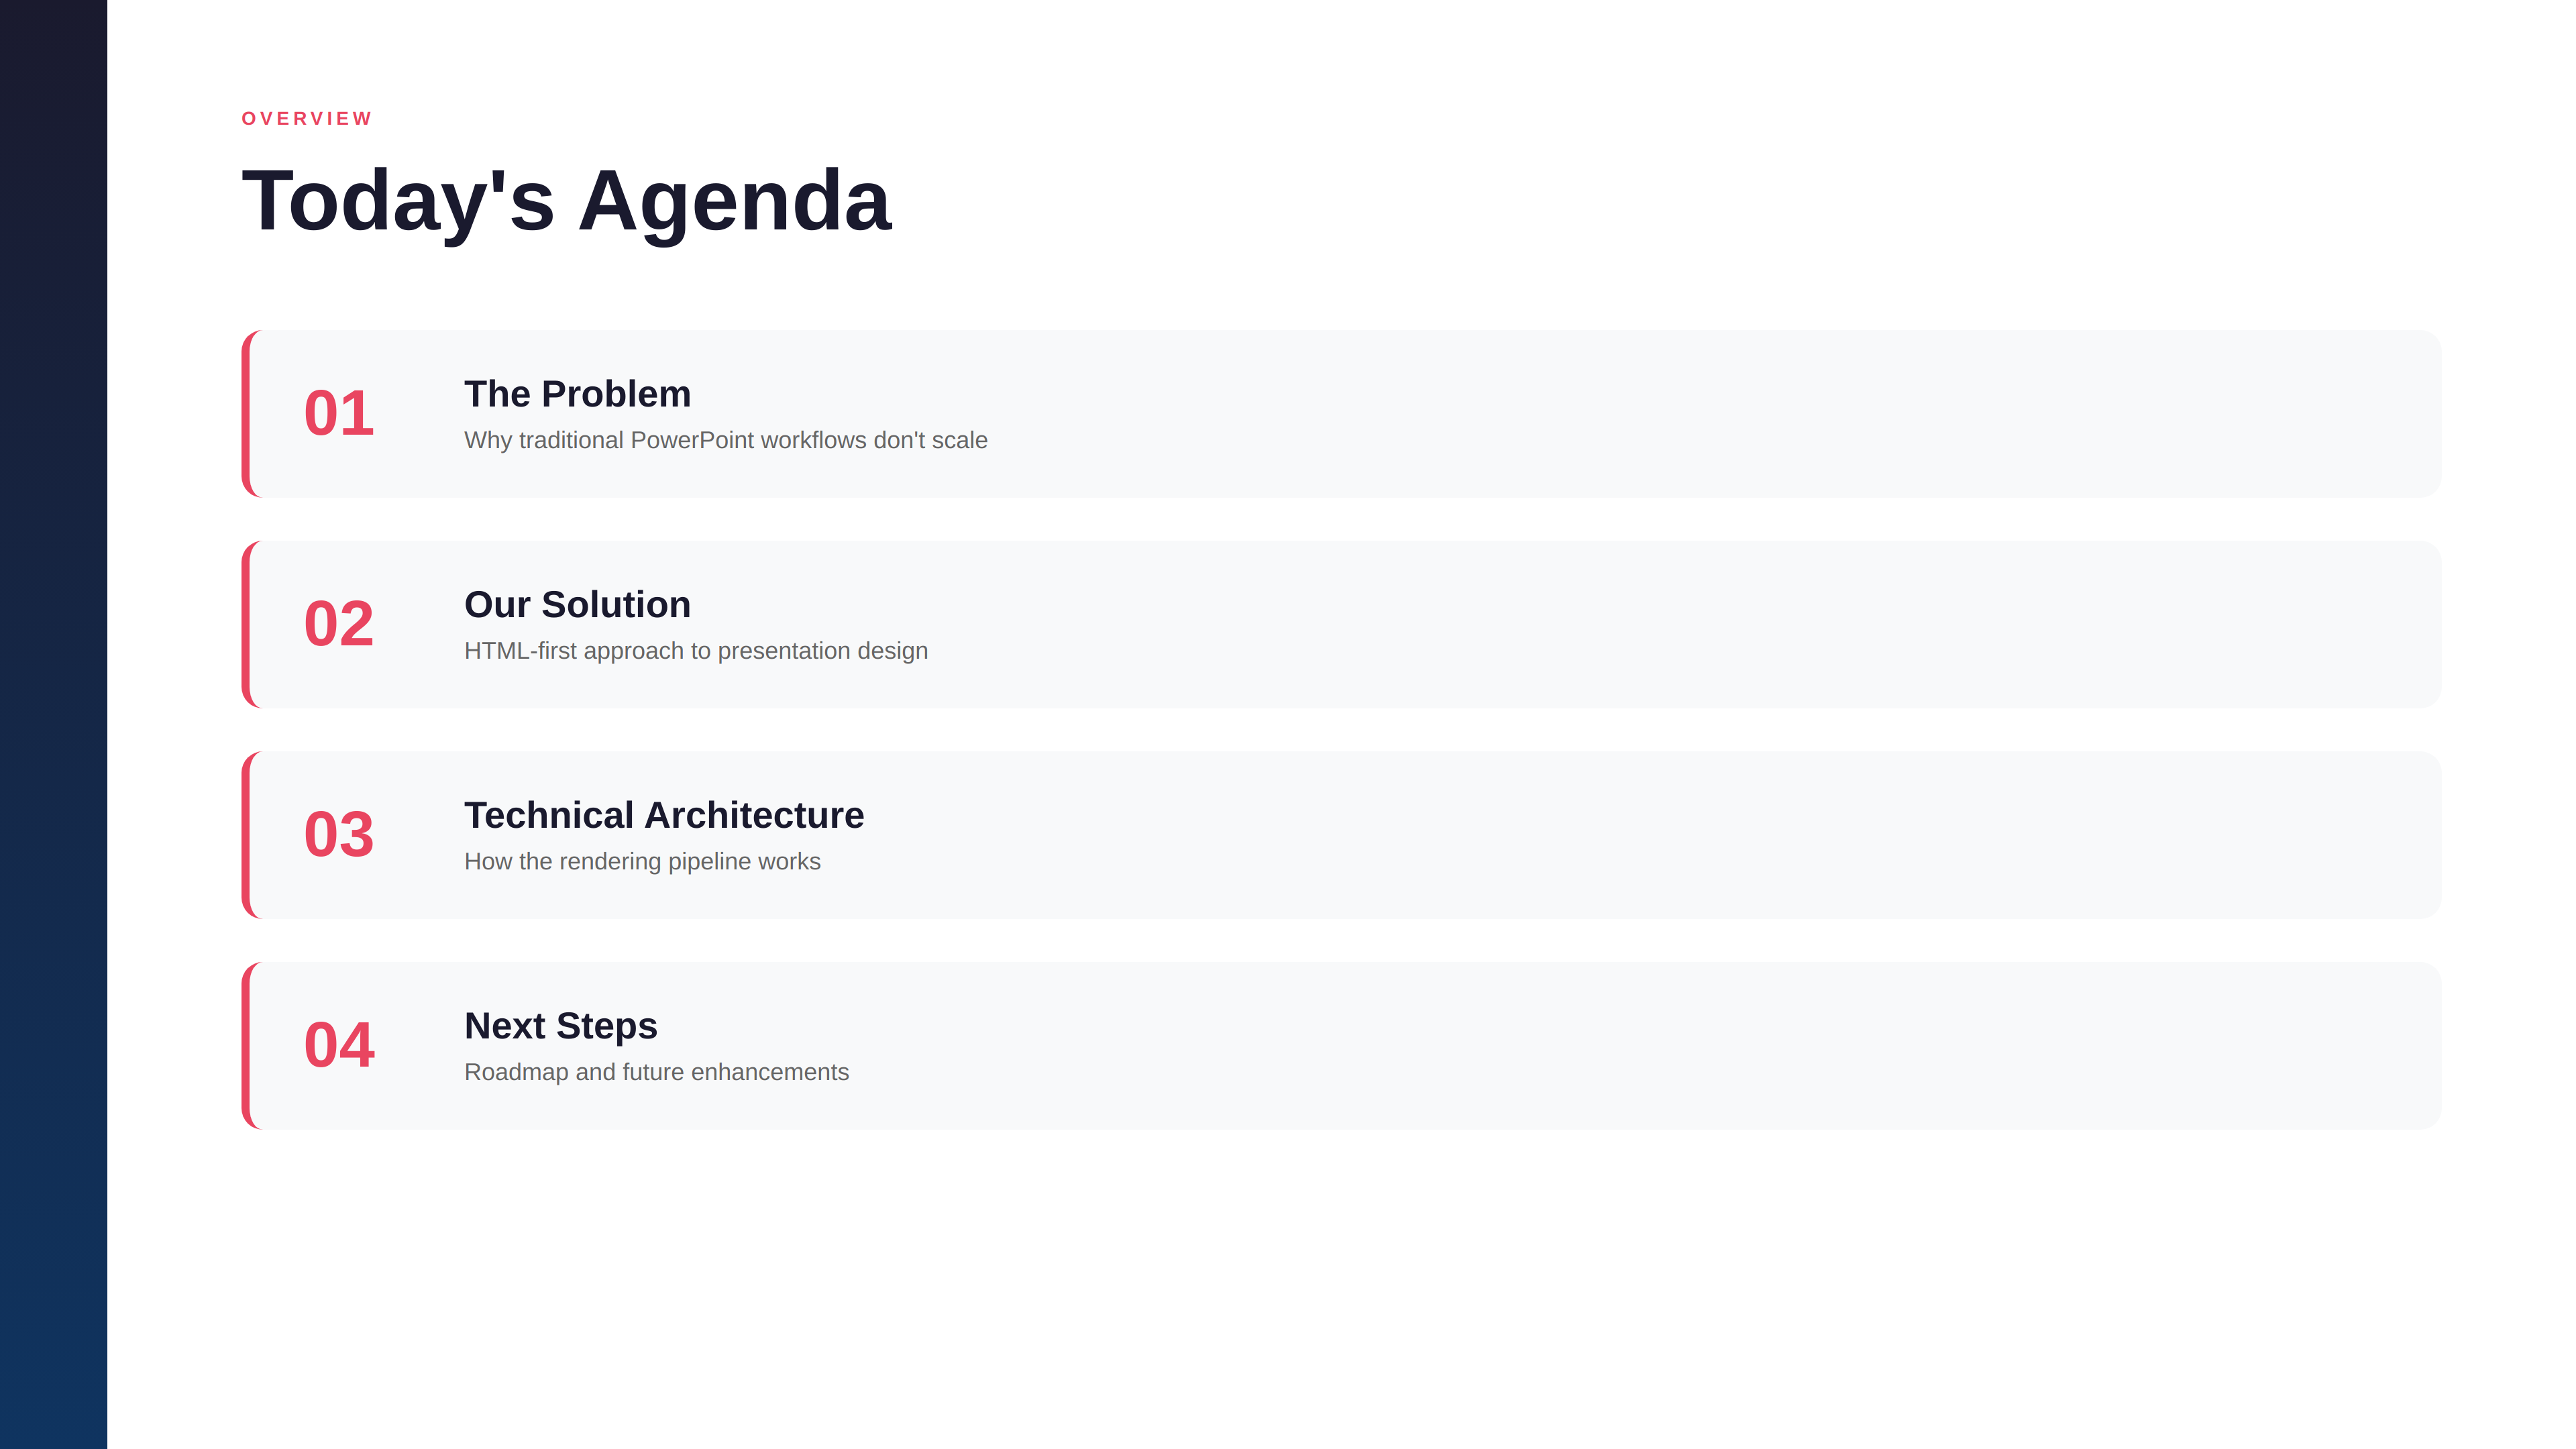 OVERVIEW
Today's Agenda
01
The Problem
Why traditional PowerPoint workflows don't scale
02
Our Solution
HTML-first approach to presentation design
03
Technical Architecture
How the rendering pipeline works
04
Next Steps
Roadmap and future enhancements